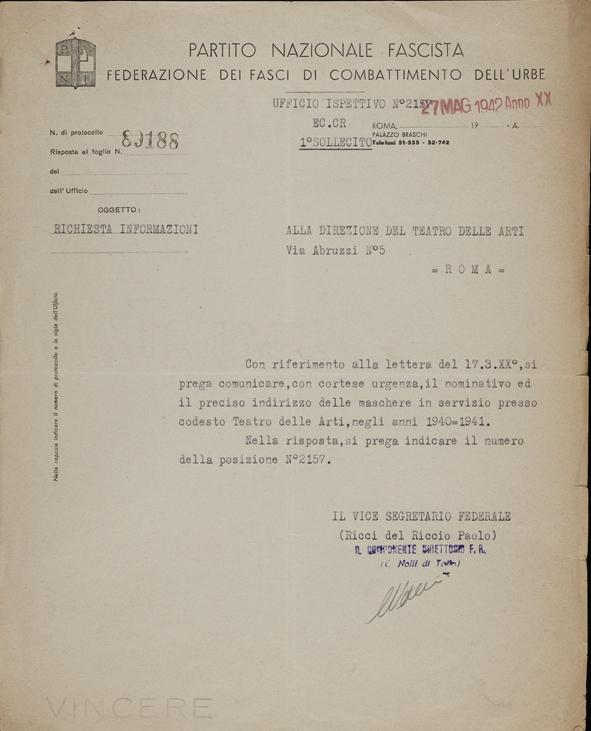 P N F
PARTITO NAZIONALE FASCISTA
FEDERAZIONE DEI FASCI DI COMBATTIMENTO DELL'URBE
UFFICIO ISPETTIVO N°2157
27 MAG 1942 Anno XX
EC.CR
ROMA, 19 - A.
PALAZZO BRASCHI
1°SOLLECITO Telefoni 51-355 - 52-742
N. di protocollo 89188
Risposta al foglio N.
del
dell'Ufficio
OGGETTO:
RICHIESTA INFORMAZIONI
ALLA DIREZIONE DEL TEATRO DELLE ARTI
Via Abruzzi N°5
= R O M A =
Nella risposta indicare il numero di protocollo e la sigla dell'Ufficio.
Con riferimento alla lettera del 17.3.XX°,si
prega comunicare,con cortese urgenza,il nominativo ed
il preciso indirizzo delle maschere in servizio presso
codesto Teatro delle Arti,negli anni 1940=1941.
Nella risposta,si prega indicare il numero
della posizione N°2157.
IL VICE SEGRETARIO FEDERALE
(Ricci del Riccio Paolo)
IL COMPONENTE DIRETTORIO F. R.
Nolli di
VINCERE